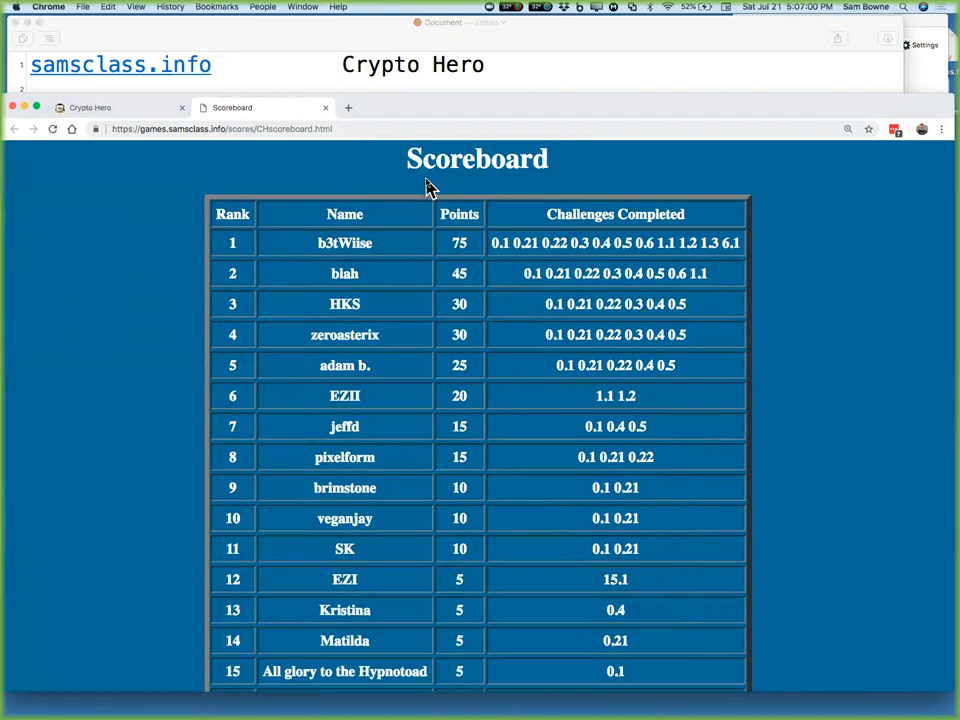 Chrome File Edit View History Bookmarks People Window Help 52% Sat Jul 21 5:07:00 PM Sam Bowne
Document — Edited
Settings
1 samsclass.info Crypto Hero
2
Crypto Hero Scoreboard
https://games.samsclass.info/scores/CHscoreboard.html
Scoreboard
Rank Name Points Challenges Completed
1 b3tWiise 75 0.1 0.21 0.22 0.3 0.4 0.5 0.6 1.1 1.2 1.3 6.1
2 blah 45 0.1 0.21 0.22 0.3 0.4 0.5 0.6 1.1
3 HKS 30 0.1 0.21 0.22 0.3 0.4 0.5
4 zeroasterix 30 0.1 0.21 0.22 0.3 0.4 0.5
5 adam b. 25 0.1 0.21 0.22 0.4 0.5
6 EZII 20 1.1 1.2
7 jeffd 15 0.1 0.4 0.5
8 pixelform 15 0.1 0.21 0.22
9 brimstone 10 0.1 0.21
10 veganjay 10 0.1 0.21
11 SK 10 0.1 0.21
12 EZI 5 15.1
13 Kristina 5 0.4
14 Matilda 5 0.21
15 All glory to the Hypnotoad 5 0.1